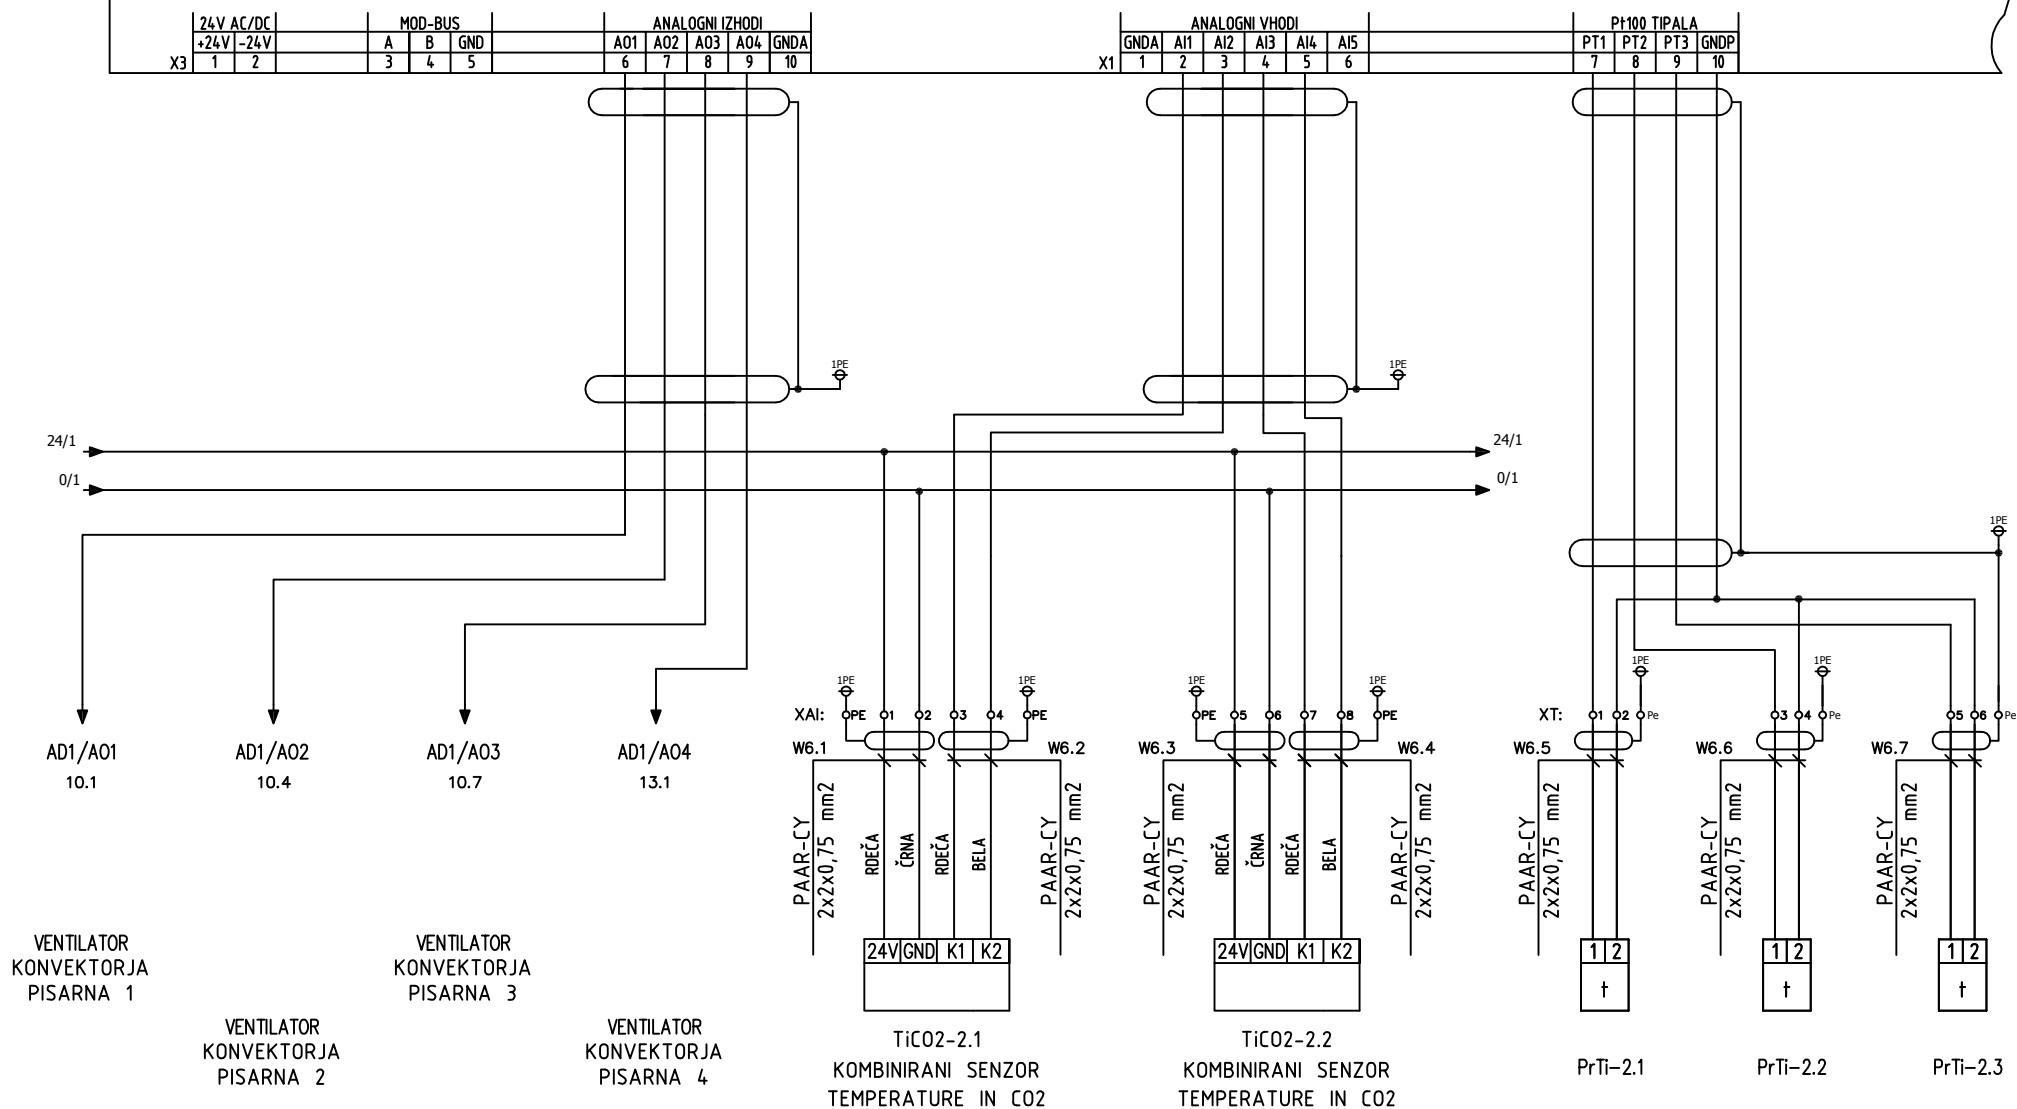 24V AC/DC MOD-BUS ANALOGNI IZHODI ANALOGNI VHODI Pt100 TIPALA
+24V -24V A B GND AO1 AO2 AO3 AO4 GNDA GNDA AI1 AI2 AI3 AI4 AI5 PT1 PT2 PT3 GNDP
X3 1 2 3 4 5 6 7 8 9 10 X1 1 2 3 4 5 6 7 8 9 10
1PE 1PE
24/1 24/1
0/1 0/1
1PE
1PE 1PE
1PE 1PE 1PE 1PE
XAI: PE 1 2 3 4 PE PE 5 6 7 8 PE XT: 1 2 Pe 3 4 Pe 5 6 Pe
AD1/AO1 AD1/AO2 AD1/AO3 AD1/AO4
10.1 10.4 10.7 13.1
W6.1 W6.2 W6.3 W6.4 W6.5 W6.6 W6.7
PAAR-CY
2x2x0,75 mm2
RDEČA
ČRNA
RDEČA
BELA
PAAR-CY
2x2x0,75 mm2
PAAR-CY
2x2x0,75 mm2
RDEČA
ČRNA
RDEČA
BELA
PAAR-CY
2x2x0,75 mm2
PAAR-CY
2x2x0,75 mm2
PAAR-CY
2x2x0,75 mm2
PAAR-CY
2x2x0,75 mm2
24V GND K1 K2 24V GND K1 K2 1 2 1 2 1 2
t t t
VENTILATOR
KONVEKTORJA
PISARNA 1
VENTILATOR
KONVEKTORJA
PISARNA 2
VENTILATOR
KONVEKTORJA
PISARNA 3
VENTILATOR
KONVEKTORJA
PISARNA 4
TiCO2-2.1
KOMBINIRANI SENZOR
TEMPERATURE IN CO2
TiCO2-2.2
KOMBINIRANI SENZOR
TEMPERATURE IN CO2
PrTi-2.1 PrTi-2.2 PrTi-2.3